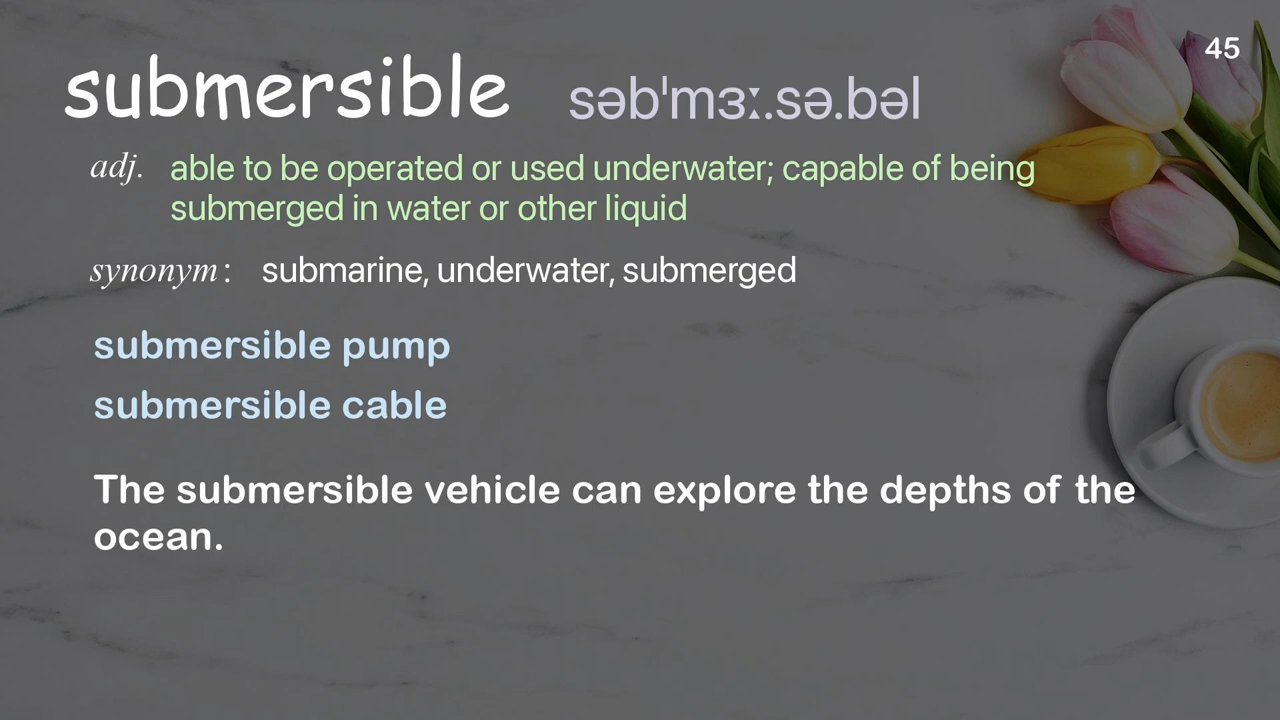 45
submersible səbˈmɜː.sə.bəl
adj. able to be operated or used underwater; capable of being
submerged in water or other liquid
synonym: submarine, underwater, submerged
submersible pump
submersible cable
The submersible vehicle can explore the depths of the
ocean.